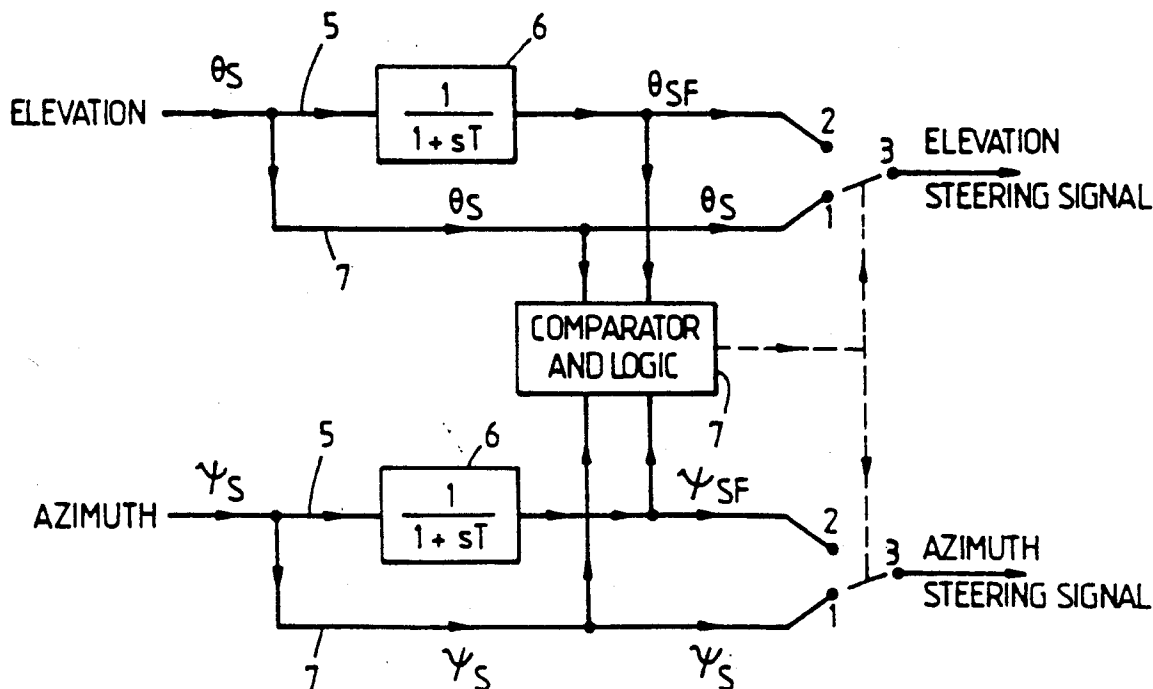 5
6
θS
ELEVATION
1
1 + sT
θSF
2
3
ELEVATION
STEERING SIGNAL
θS
θS
1
7
COMPARATOR
AND LOGIC
7
5
6
ψS
AZIMUTH
1
1 + sT
ψSF
2
3
AZIMUTH
STEERING SIGNAL
1
7
ψS
ψS